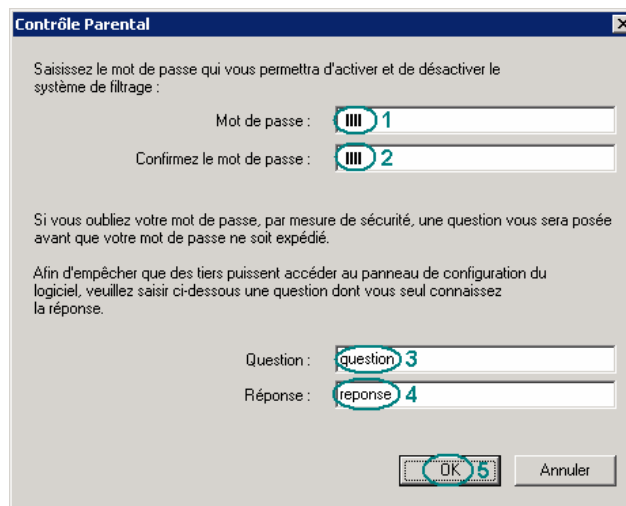 Contrôle Parental
Saisissez le mot de passe qui vous permettra d'activer et de désactiver le
système de filtrage :
Mot de passe : IIII 1
Confirmez le mot de passe : IIII 2
Si vous oubliez votre mot de passe, par mesure de sécurité, une question vous sera posée
avant que votre mot de passe ne soit expédié.
Afin d'empêcher que des tiers puissent accéder au panneau de configuration du
logiciel, veuillez saisir ci-dessous une question dont vous seul connaissez
la réponse.
Question : question 3
Réponse : reponse 4
OK 5 Annuler